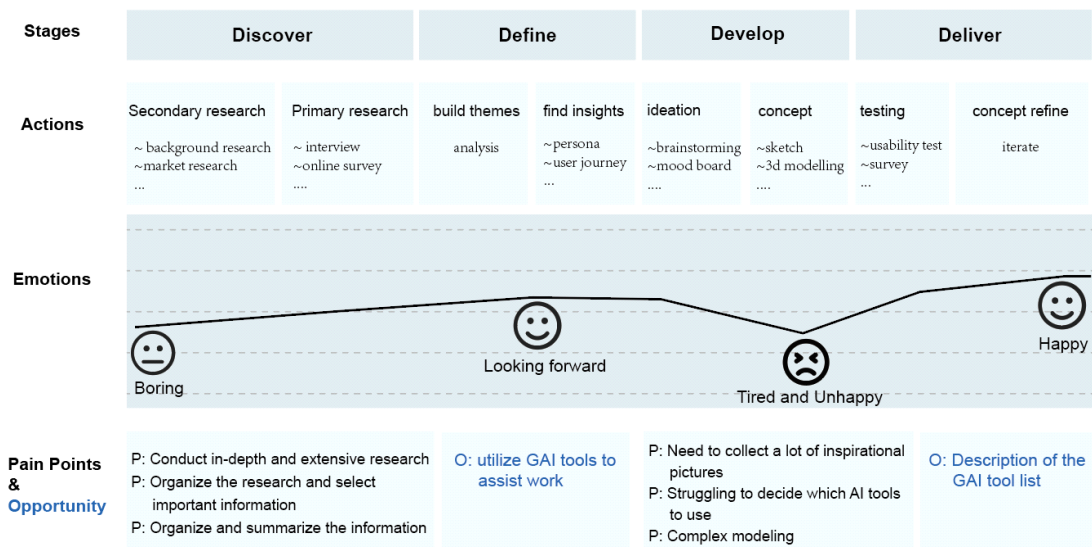 Stages
Discover
Define
Develop
Deliver
Actions
Secondary research
~ background research
~market research
...
Primary research
~ interview
~online survey
....
build themes
analysis
find insights
~persona
~user journey
...
ideation
~brainstorming
~mood board
....
concept
~sketch
~3d modelling
....
testing
~usability test
~survey
...
concept refine
iterate
Emotions
Boring
Looking forward
Tired and Unhappy
Happy
Pain Points
&
Opportunity
P: Conduct in-depth and extensive research
P: Organize the research and select
important information
P: Organize and summarize the information
O: utilize GAI tools to
assist work
P: Need to collect a lot of inspirational
pictures
P: Struggling to decide which AI tools
to use
P: Complex modeling
O: Description of the
GAI tool list